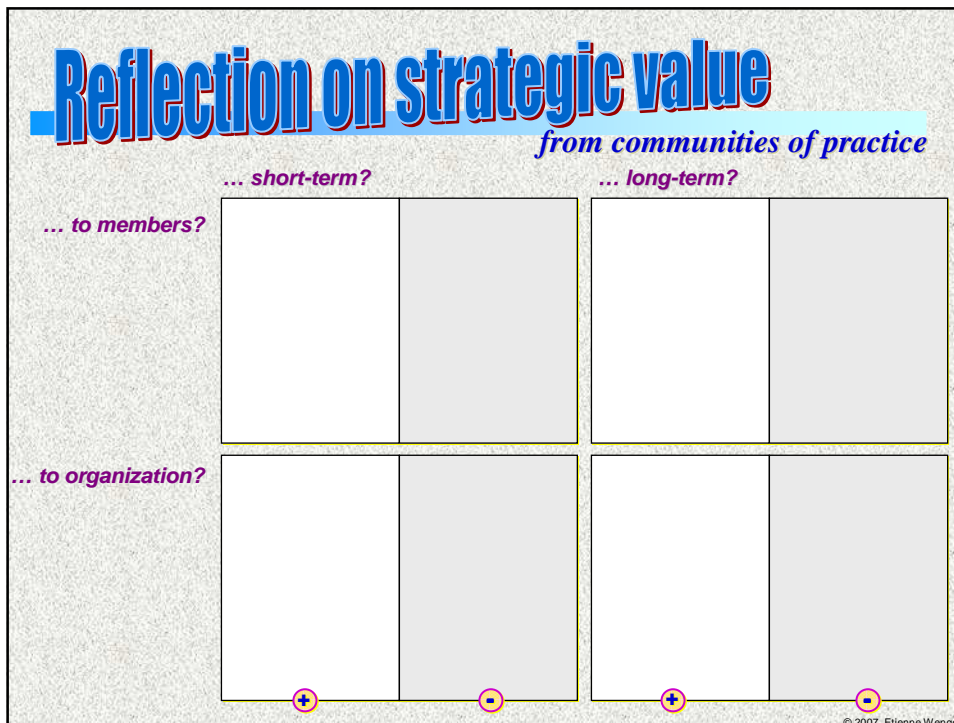 Reflection on strategic value
from communities of practice
… short-term? … long-term?
… to members?
… to organization?
+ - + -
© 2007 Etienne